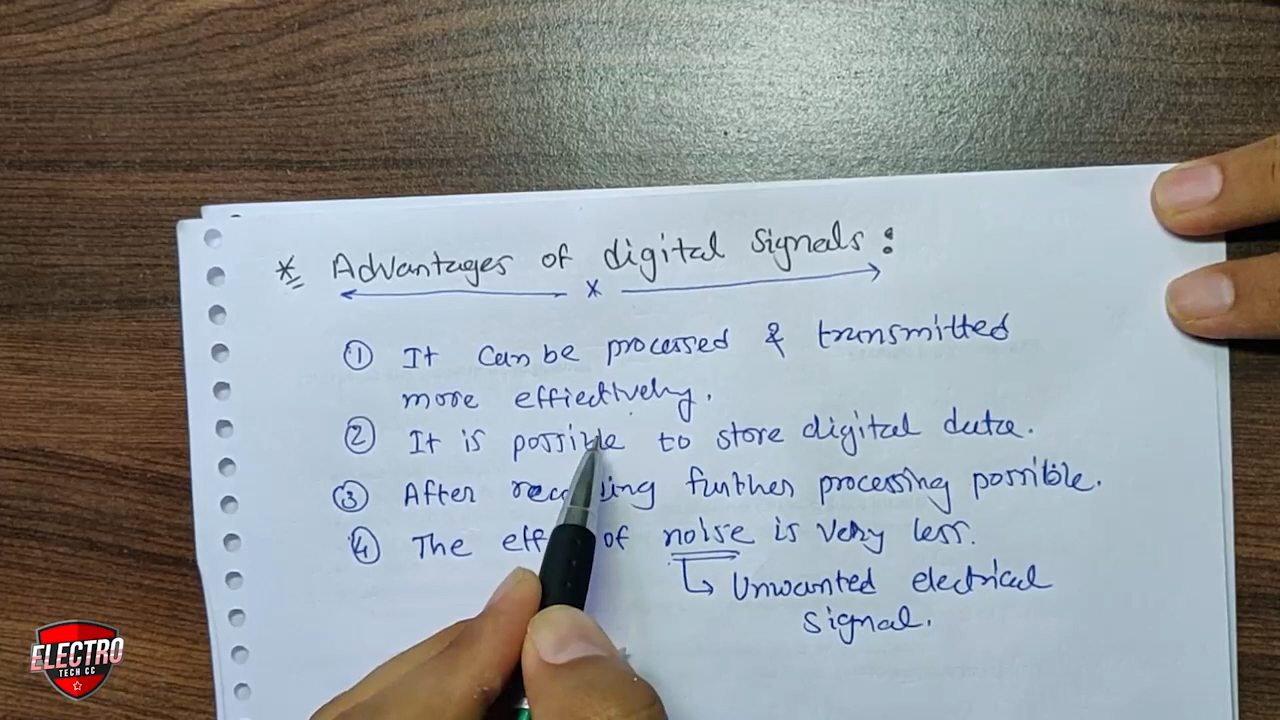 * Advantages of digital signals :
① It can be processed & transmitted
more effiectively.
② It is possible to store digital data.
③ After further processing possible.
④ The of noise is very less.
↳ Unwanted electrical
signal.
ELECTRO
TECH CC